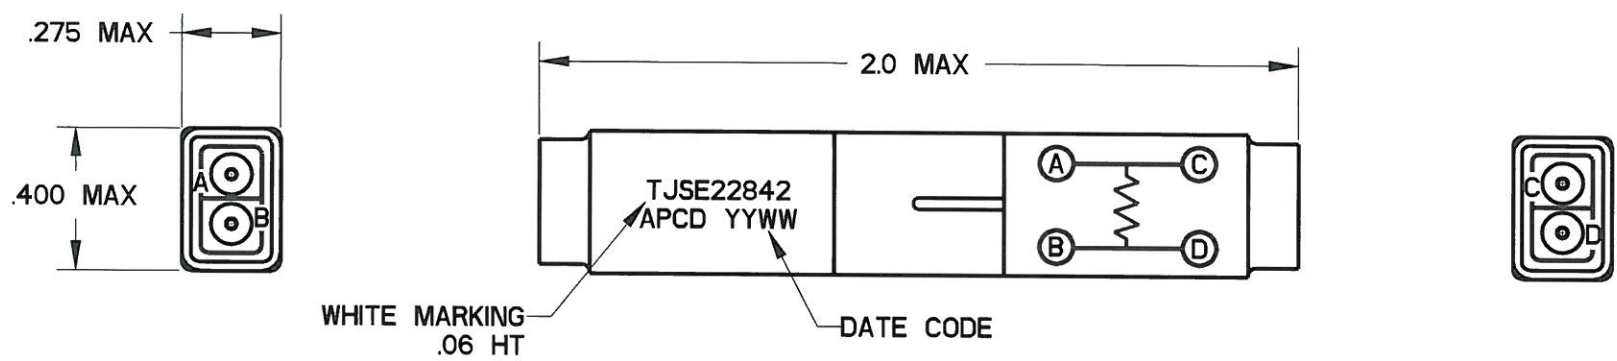 .275 MAX
.400 MAX
A
B
2.0 MAX
TJSE22842
APCD YYWW
WHITE MARKING
.06 HT
DATE CODE
A
C
B
D
C
D